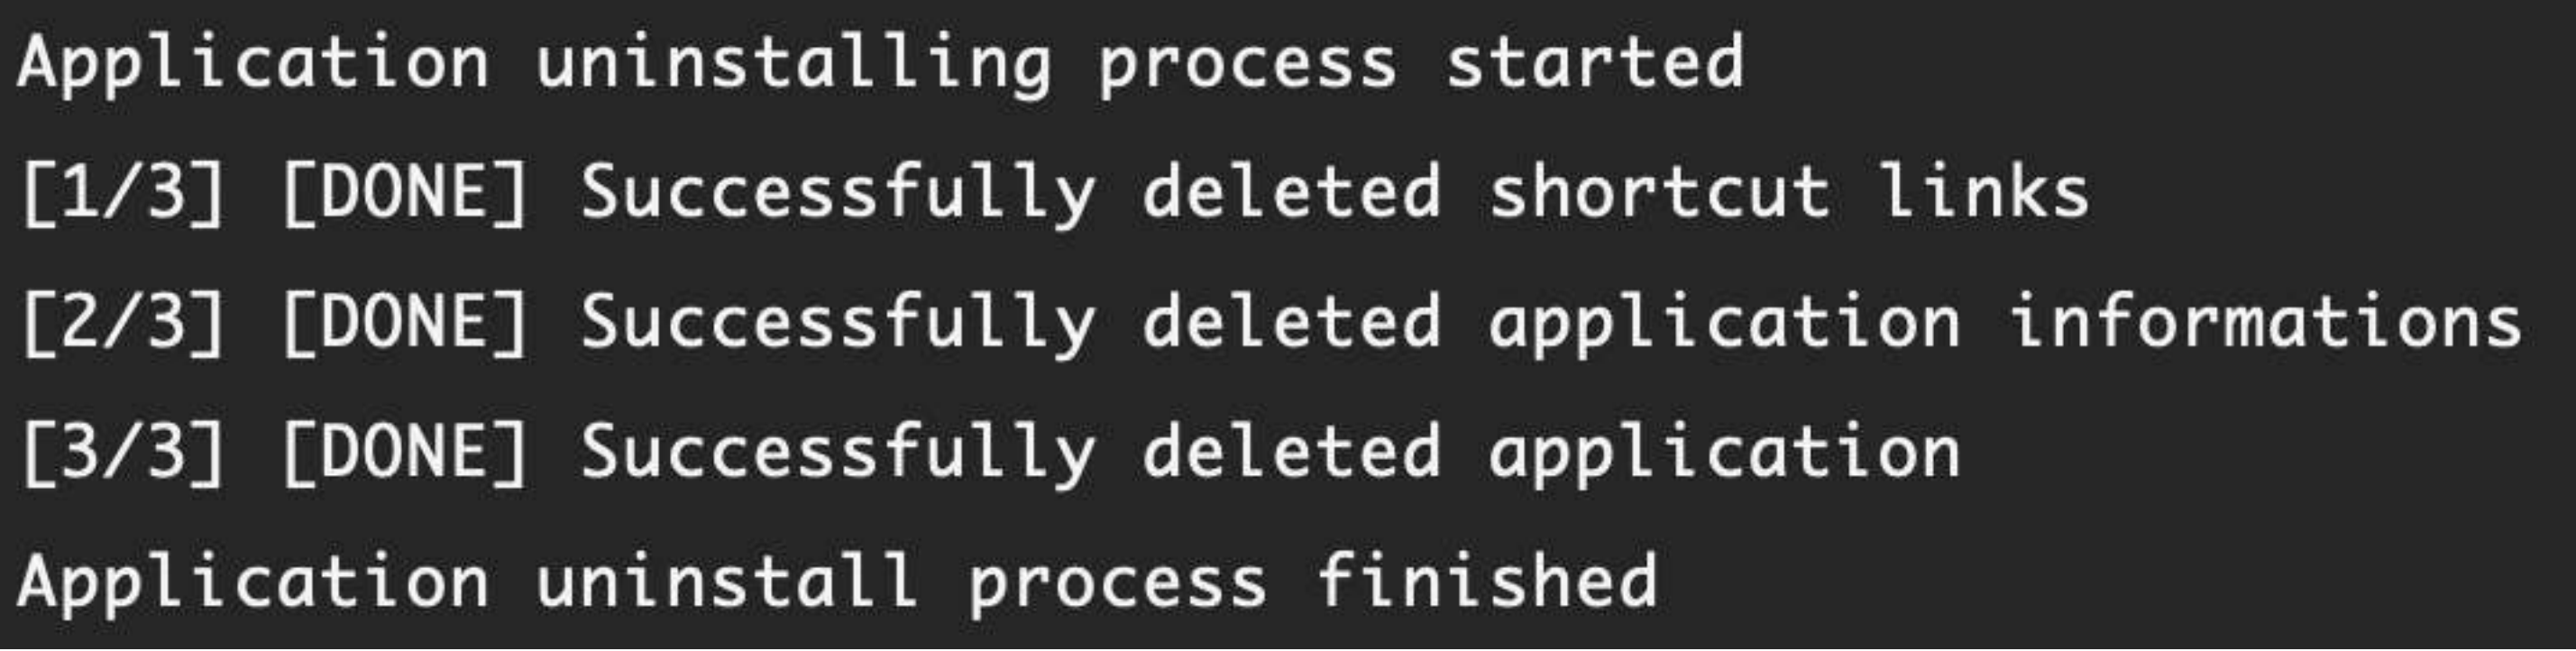 Application uninstalling process started
[1/3] [DONE] Successfully deleted shortcut links
[2/3] [DONE] Successfully deleted application informations
[3/3] [DONE] Successfully deleted application
Application uninstall process finished